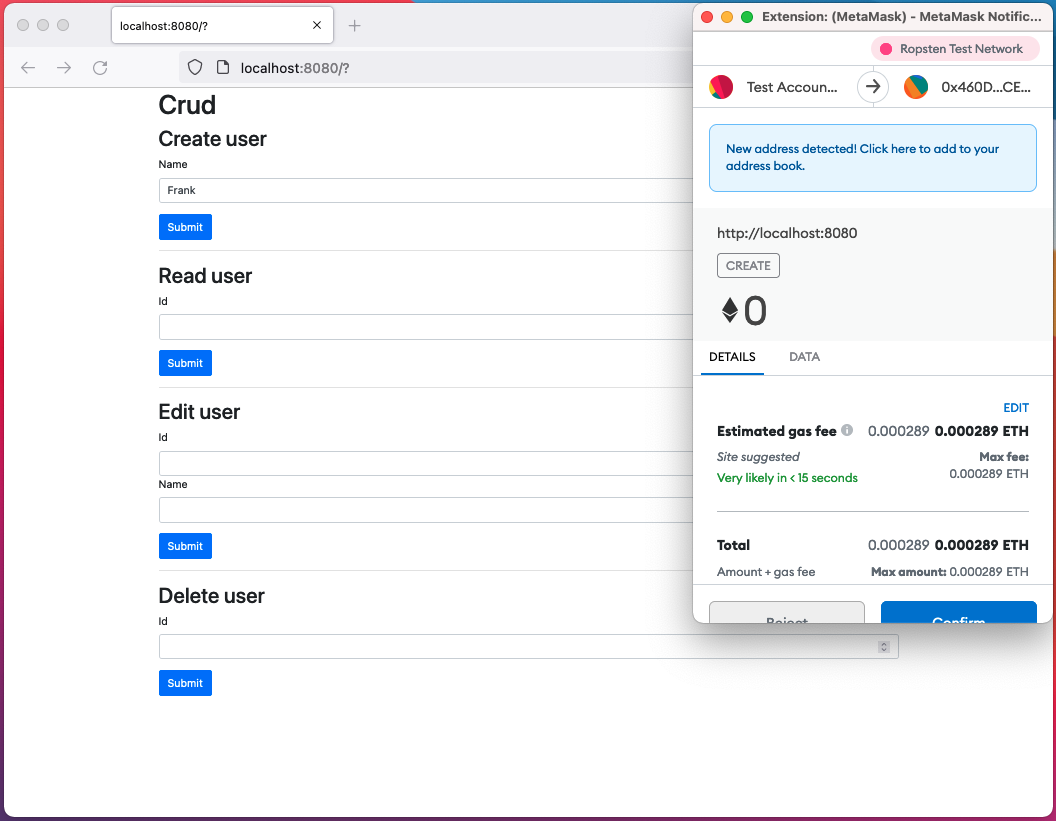 localhost:8080/?
localhost:8080/?
Crud
Create user
Name
Frank
Submit
Read user
Id
Submit
Edit user
Id
Name
Submit
Delete user
Id
Submit
Extension: (MetaMask) - MetaMask Notific...
Ropsten Test Network
Test Accoun...
0x460D...CE...
New address detected! Click here to add to your
address book.
http://localhost:8080
CREATE
0
DETAILS DATA
EDIT
Estimated gas fee 0.000289 0.000289 ETH
Site suggested Max fee:
Very likely in < 15 seconds 0.000289 ETH
Total 0.000289 0.000289 ETH
Amount + gas fee Max amount: 0.000289 ETH
Reject Confirm